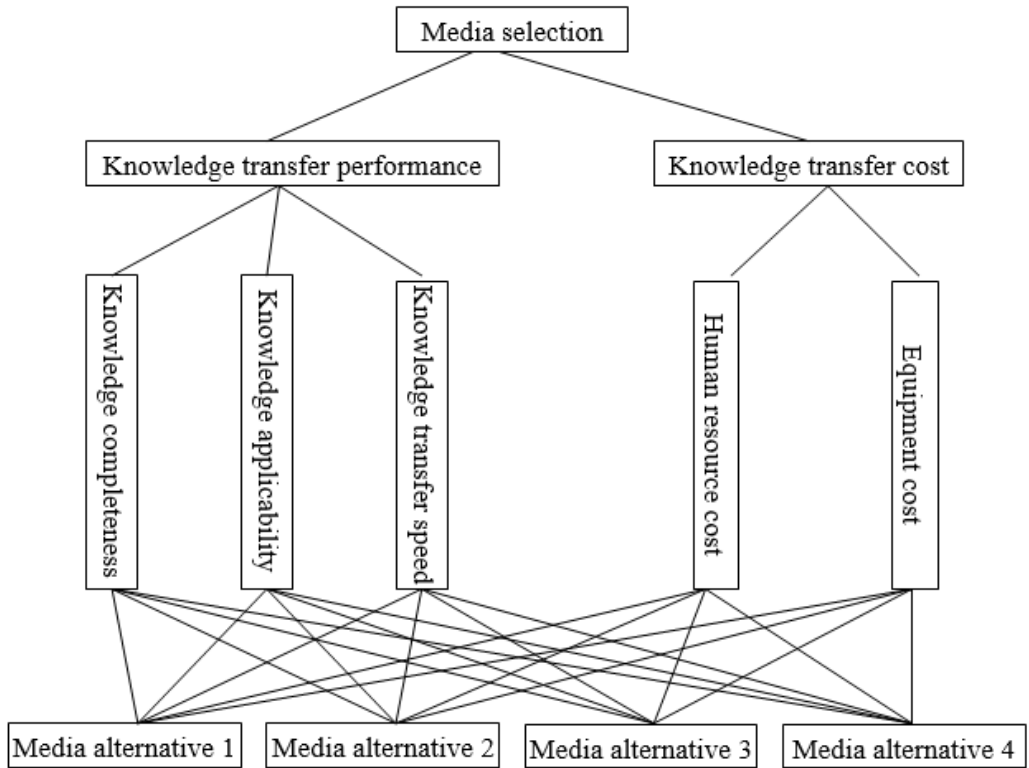 Media selection
Knowledge transfer performance
Knowledge transfer cost
Knowledge completeness
Knowledge applicability
Knowledge transfer speed
Human resource cost
Equipment cost
Media alternative 1
Media alternative 2
Media alternative 3
Media alternative 4